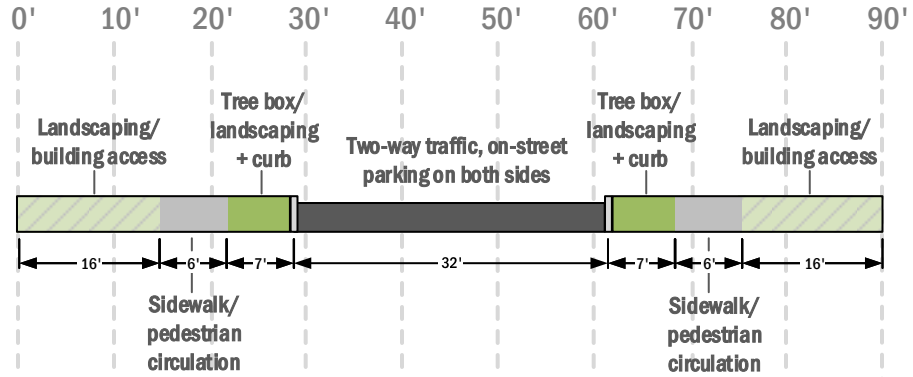 0' 10' 20' 30' 40' 50' 60' 70' 80' 90'
Landscaping/
building access
Tree box/
landscaping
+ curb
Two-way traffic, on-street
parking on both sides
Tree box/
landscaping
+ curb
Landscaping/
building access
16' 6' 7' 32' 7' 6' 16'
Sidewalk/
pedestrian
circulation
Sidewalk/
pedestrian
circulation